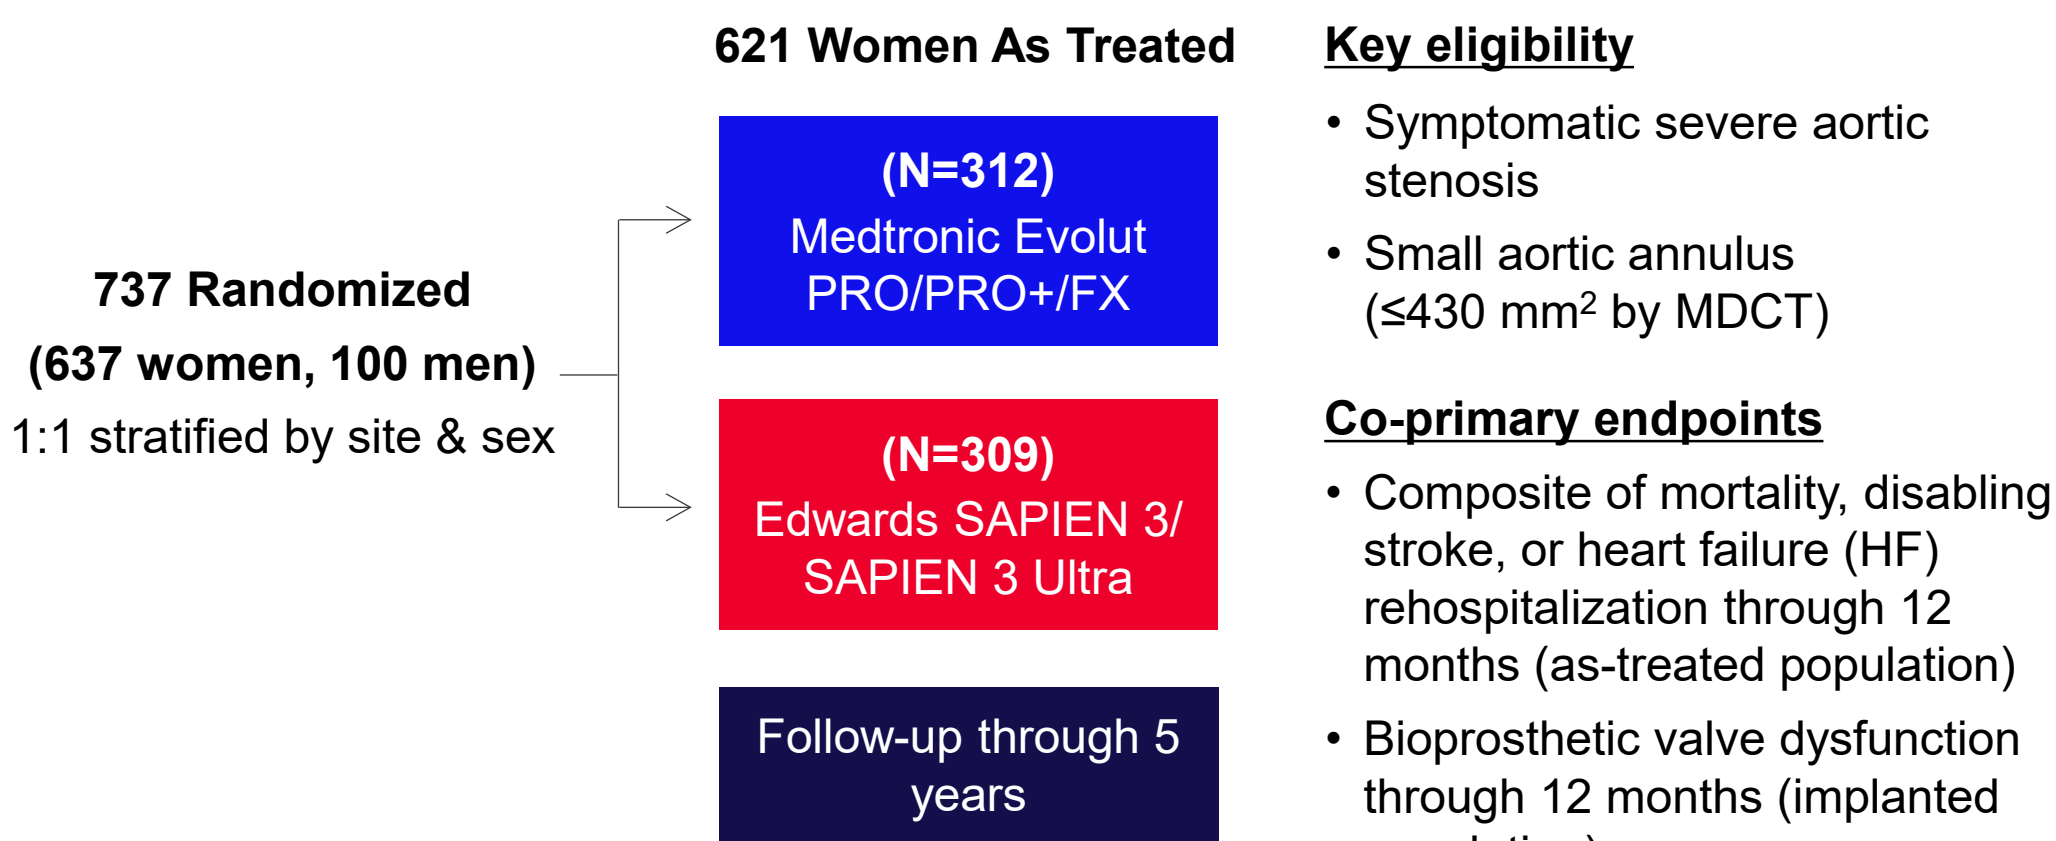 737 Randomized
(637 women, 100 men)
1:1 stratified by site & sex
621 Women As Treated
(N=312)
Medtronic Evolut
PRO/PRO+/FX
(N=309)
Edwards SAPIEN 3/
SAPIEN 3 Ultra
Follow-up through 5
years
Key eligibility
• Symptomatic severe aortic
stenosis
• Small aortic annulus
(≤430 mm² by MDCT)
Co-primary endpoints
• Composite of mortality, disabling
stroke, or heart failure (HF)
rehospitalization through 12
months (as-treated population)
• Bioprosthetic valve dysfunction
through 12 months (implanted